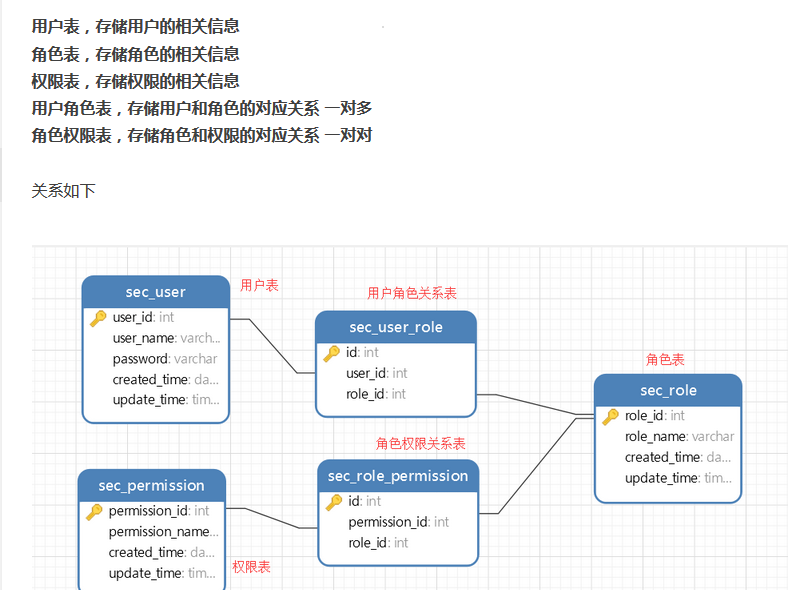 用户表，存储用户的相关信息
角色表，存储角色的相关信息
权限表，存储权限的相关信息
用户角色表，存储用户和角色的对应关系 一对多
角色权限表，存储角色和权限的对应关系 一对对
关系如下
sec_user
user_id: int
user_name: varch...
password: varchar
created_time: da...
update_time: tim...
用户表
用户角色关系表
sec_user_role
id: int
user_id: int
role_id: int
角色表
sec_role
role_id: int
role_name: varchar
created_time: da...
update_time: tim...
角色权限关系表
sec_role_permission
id: int
permission_id: int
role_id: int
sec_permission
permission_id: int
permission_name...
created_time: da...
update_time: tim...
权限表